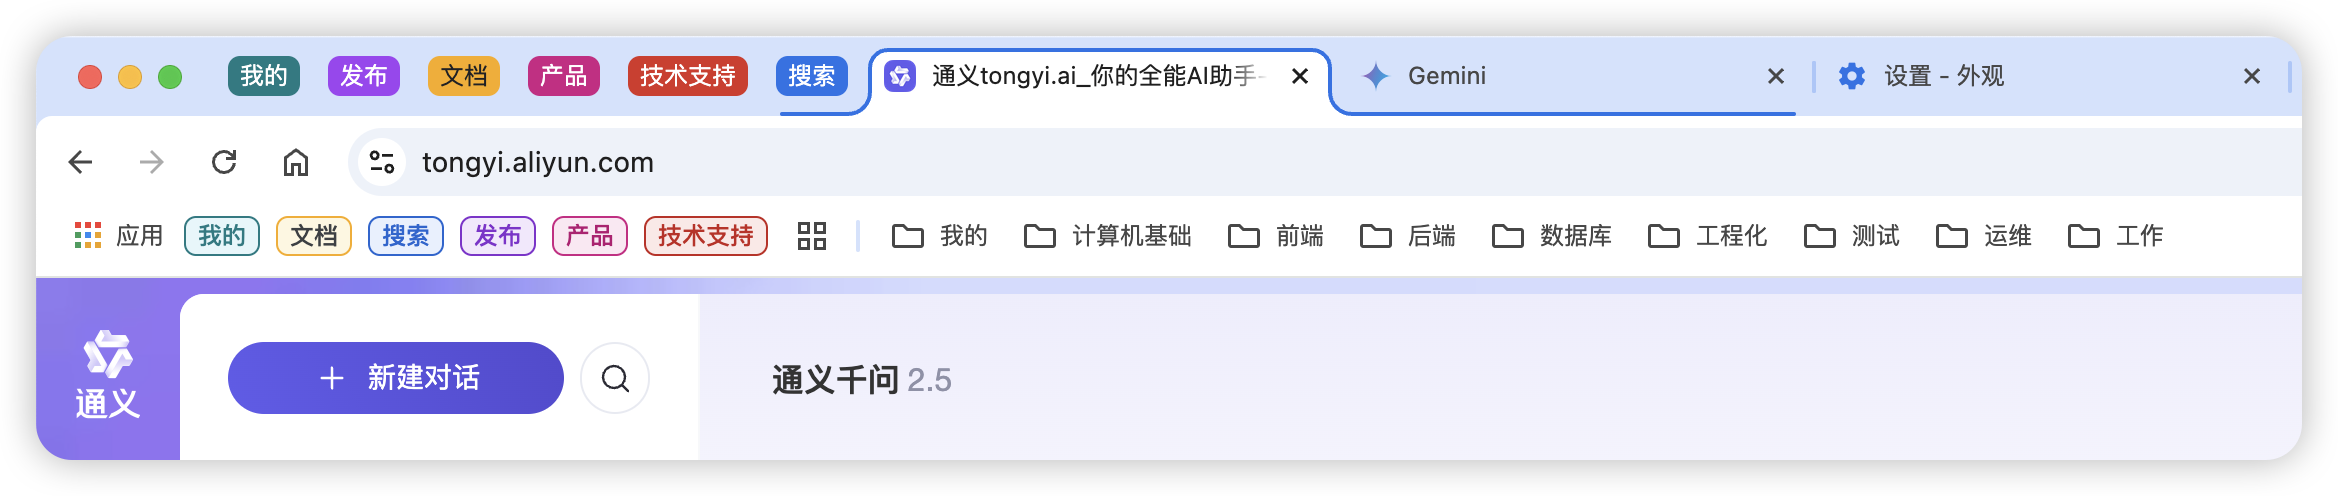 我的 发布 文档 产品 技术支持 搜索 通义tongyi.ai_你的全能AI助手- Gemini 设置 - 外观
tongyi.aliyun.com
应用 我的 文档 搜索 发布 产品 技术支持 我的 计算机基础 前端 后端 数据库 工程化 测试 运维 工作
通义
新建对话
通义千问 2.5